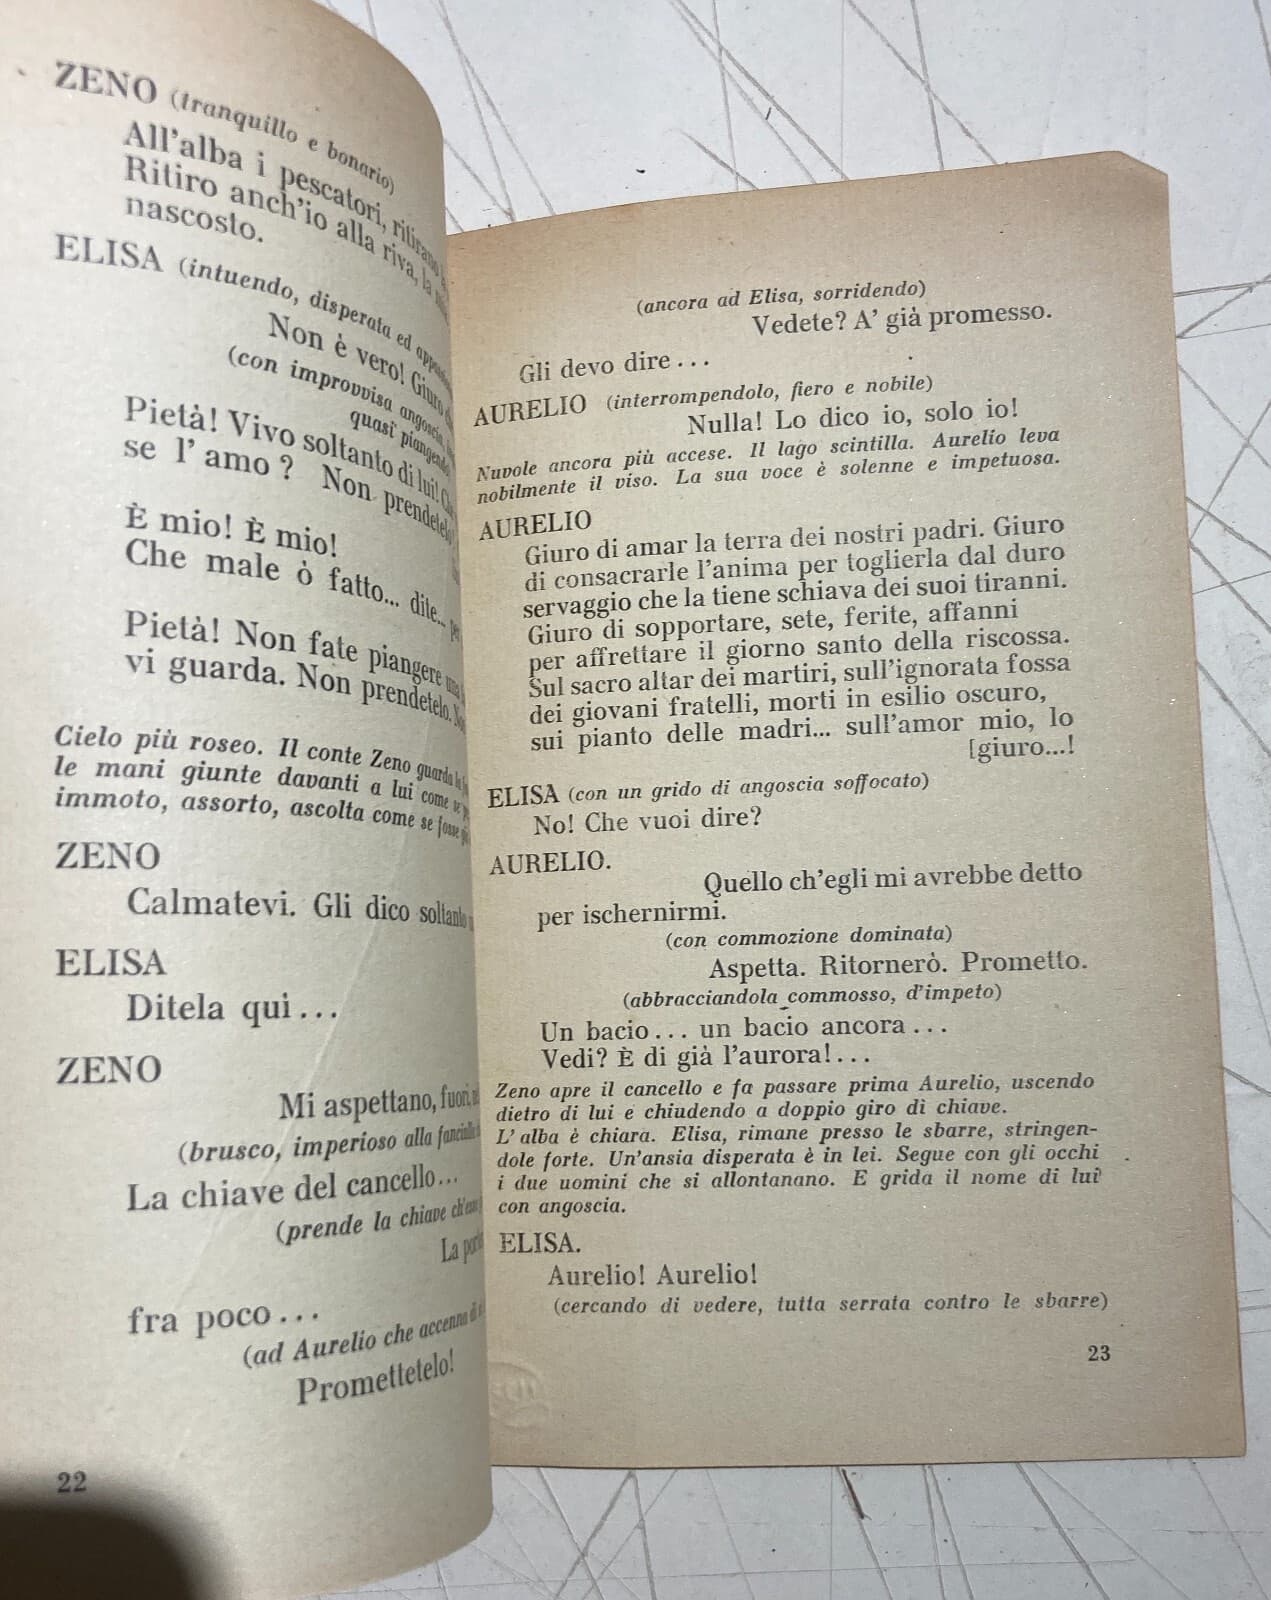 ZENO (tranquillo e bonario)
All'alba i pescatori, ritirano
Ritiro anch'io alla riva, la
nascosto.
ELISA (intuendo, disperata ed
Non è vero! Giuro
(con improvvisa angoscia,
quasi piangendo
Pietà! Vivo soltanto di lui!
se l'amo? Non prendetelo
È mio! È mio!
Che male ò fatto... dite...
Pietà! Non fate piangere
vi guarda. Non prendetelo.
Cielo più roseo. Il conte Zeno guarda
le mani giunte davanti a lui come se
immoto, assorto, ascolta come se fosse
ZENO
Calmatevi. Gli dico soltanto
ELISA
Ditela qui...
ZENO
Mi aspettano, fuori,
(brusco, imperioso alla fanciulla
La chiave del cancello...
(prende la chiave
La
fra poco...
(ad Aurelio che accenna di
Promettetelo!
22
(ancora ad Elisa, sorridendo)
Vedete? A' già promesso.
Gli devo dire...
AURELIO (interrompendolo, fiero e nobile)
Nulla! Lo dico io, solo io!
Nuvole ancora più accese. Il lago scintilla. Aurelio leva
nobilmente il viso. La sua voce è solenne e impetuosa.
AURELIO
Giuro di amar la terra dei nostri padri. Giuro
di consacrarle l'anima per toglierla dal duro
servaggio che la tiene schiava dei suoi tiranni.
Giuro di sopportare, sete, ferite, affanni
per affrettare il giorno santo della riscossa.
Sul sacro altar dei martiri, sull'ignorata fossa
dei giovani fratelli, morti in esilio oscuro,
sui pianto delle madri... sull'amor mio, lo
[giuro...!
ELISA (con un grido di angoscia soffocato)
No! Che vuoi dire?
AURELIO.
Quello ch'egli mi avrebbe detto
per ischernirmi.
(con commozione dominata)
Aspetta. Ritornerò. Prometto.
(abbracciandola commosso, d'impeto)
Un bacio... un bacio ancora...
Vedi? È di già l'aurora!...
Zeno apre il cancello e fa passare prima Aurelio, uscendo
dietro di lui e chiudendo a doppio giro di chiave.
L'alba è chiara. Elisa, rimane presso le sbarre, stringen-
dole forte. Un'ansia disperata è in lei. Segue con gli occhi
i due uomini che si allontanano. E grida il nome di lui
con angoscia.
ELISA.
Aurelio! Aurelio!
(cercando di vedere, tutta serrata contro le sbarre)
23